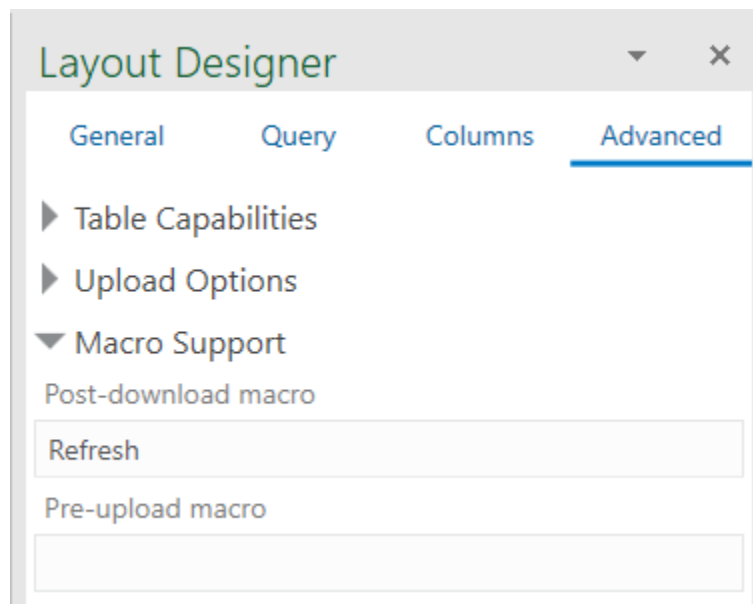 Layout Designer
General Query Columns Advanced
Table Capabilities
Upload Options
Macro Support
Post-download macro
Refresh
Pre-upload macro